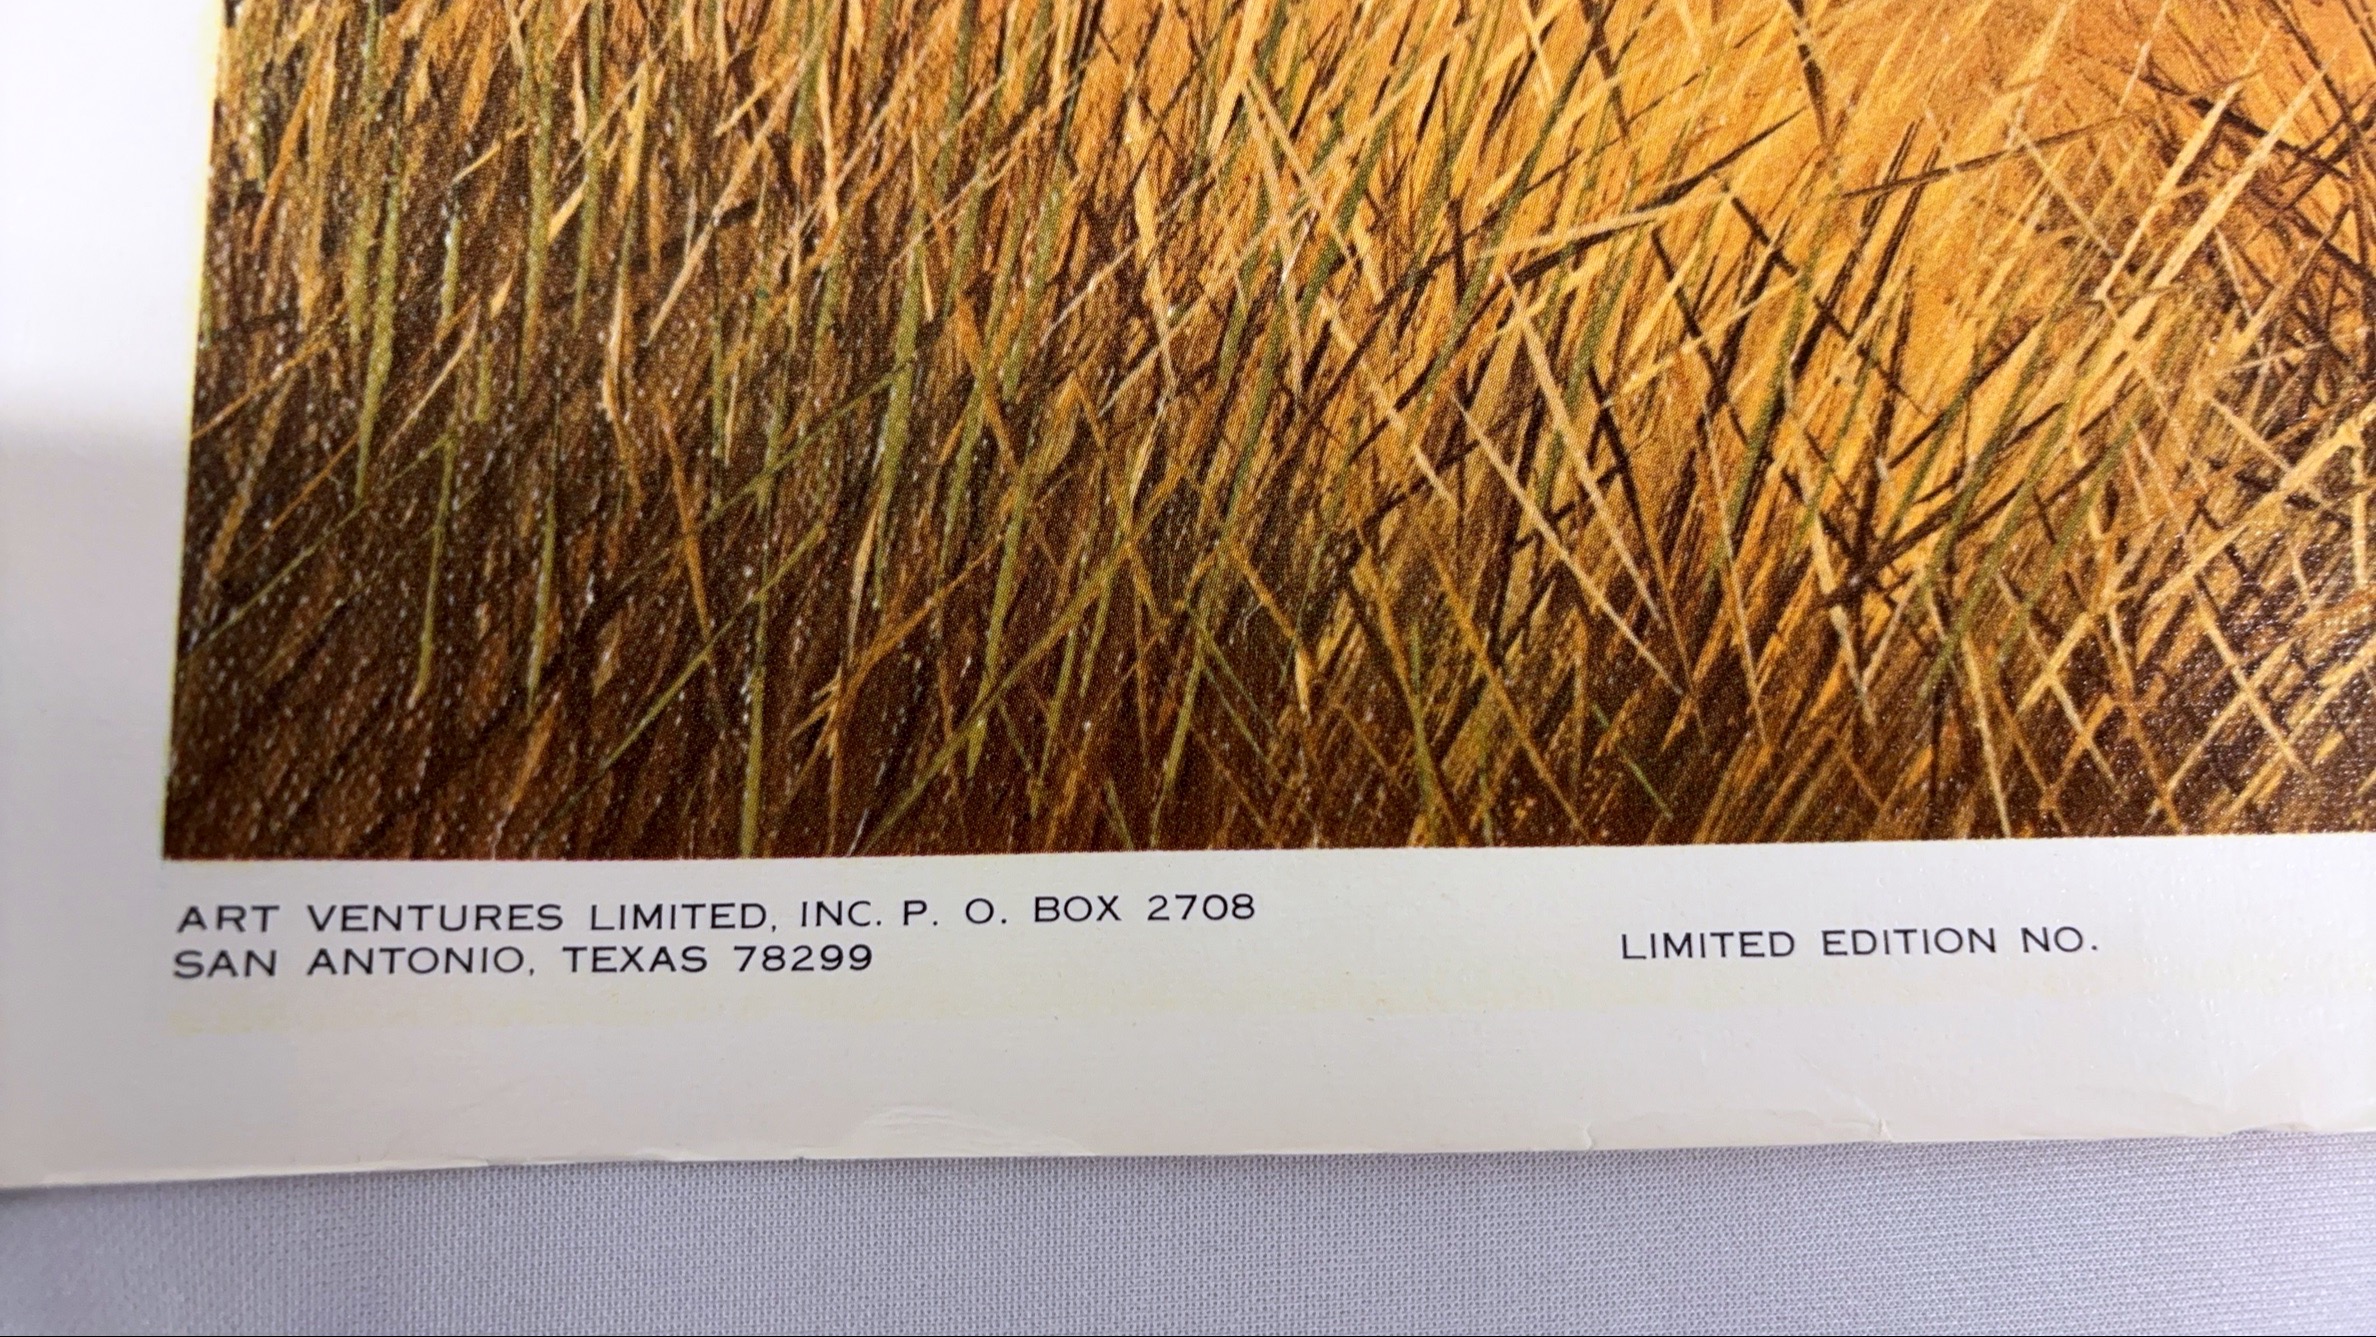 ART VENTURES LIMITED, INC. P. O. BOX 2708
SAN ANTONIO, TEXAS 78299
LIMITED EDITION NO.